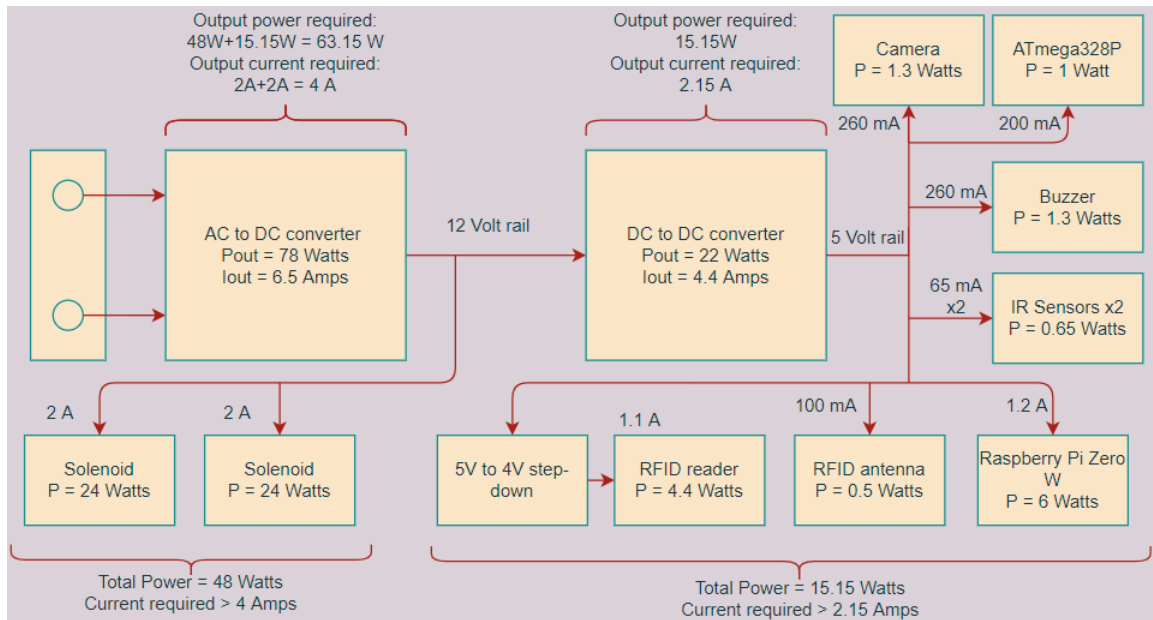 Output power required:
48W+15.15W = 63.15 W
Output current required:
2A+2A = 4 A
Output power required:
15.15W
Output current required:
2.15 A
Camera
P = 1.3 Watts
ATmega328P
P = 1 Watt
260 mA
200 mA
AC to DC converter
Pout = 78 Watts
Iout = 6.5 Amps
12 Volt rail
DC to DC converter
Pout = 22 Watts
Iout = 4.4 Amps
5 Volt rail
260 mA
Buzzer
P = 1.3 Watts
65 mA
x2
IR Sensors x2
P = 0.65 Watts
2 A
2 A
1.1 A
100 mA
1.2 A
Solenoid
P = 24 Watts
Solenoid
P = 24 Watts
5V to 4V step-
down
RFID reader
P = 4.4 Watts
RFID antenna
P = 0.5 Watts
Raspberry Pi Zero
W
P = 6 Watts
Total Power = 48 Watts
Current required > 4 Amps
Total Power = 15.15 Watts
Current required > 2.15 Amps